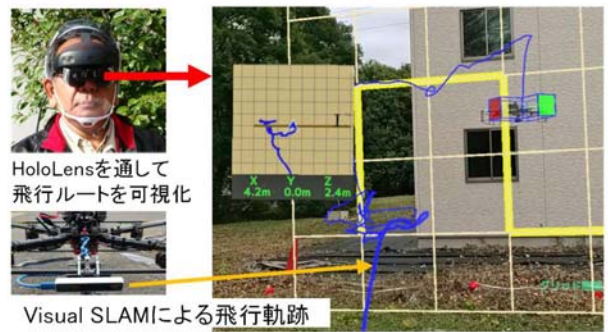 HoloLensを通して
飛行ルートを可視化
X Y Z
4.2m 0.0m 2.4m
Visual SLAMによる飛行軌跡